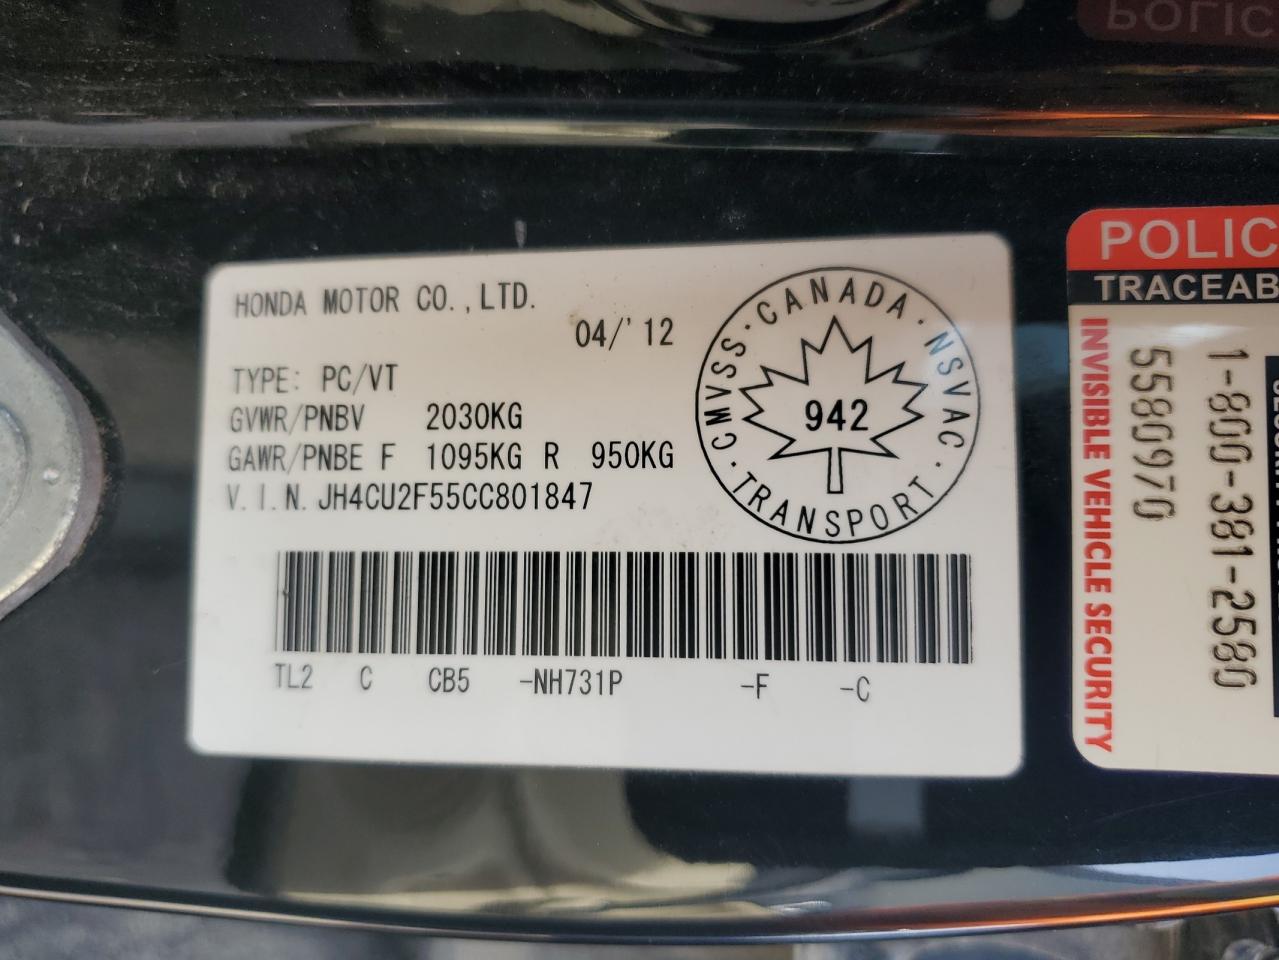 HONDA MOTOR CO.,LTD.
04/'12
TYPE: PC/VT
GVWR/PNBV 2030KG
GAWR/PNBE F 1095KG R 950KG
V.I.N. JH4CU2F55CC801847
CMVSS · CANADA · NSVAC · TRANSPORT ·
942
TL2 C CB5 -NH731P -F -C
POLIC
TRACEAB
INVISIBLE VEHICLE SECURITY
5580970
1-800-381-2580
POLIC